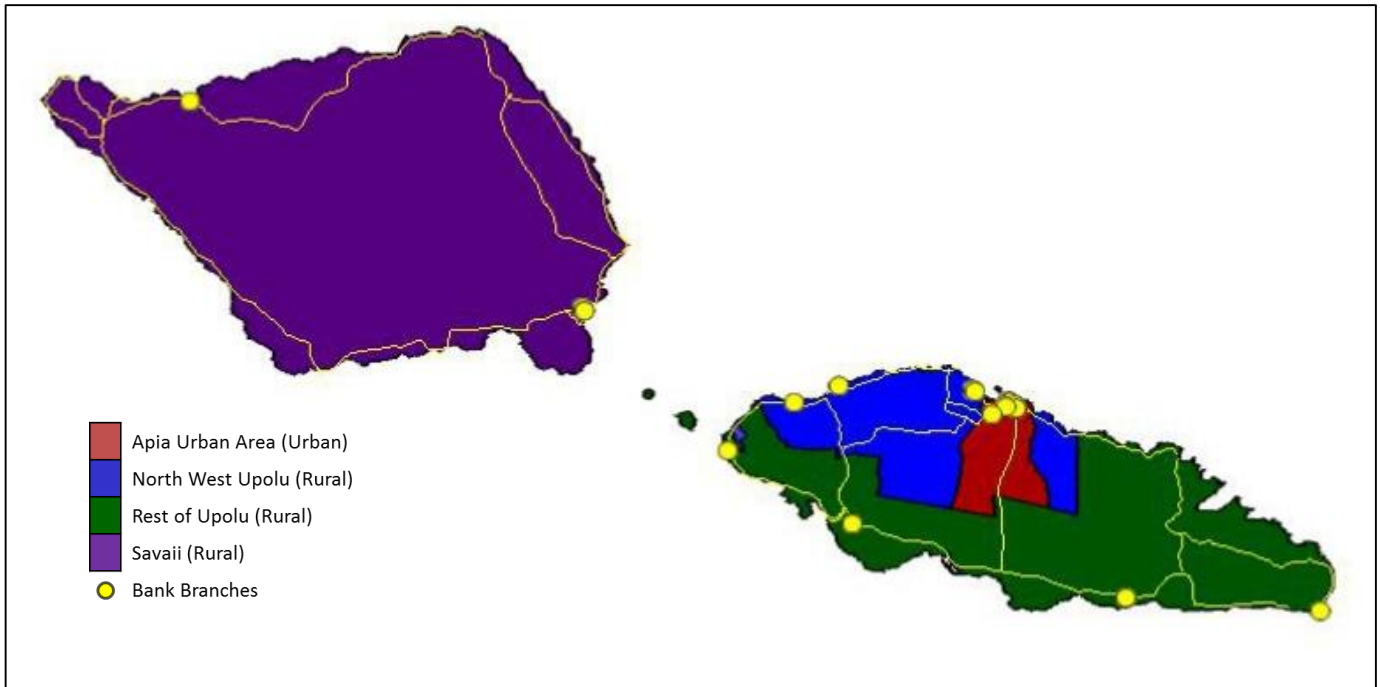 Apia Urban Area (Urban)
North West Upolu (Rural)
Rest of Upolu (Rural)
Savaii (Rural)
Bank Branches